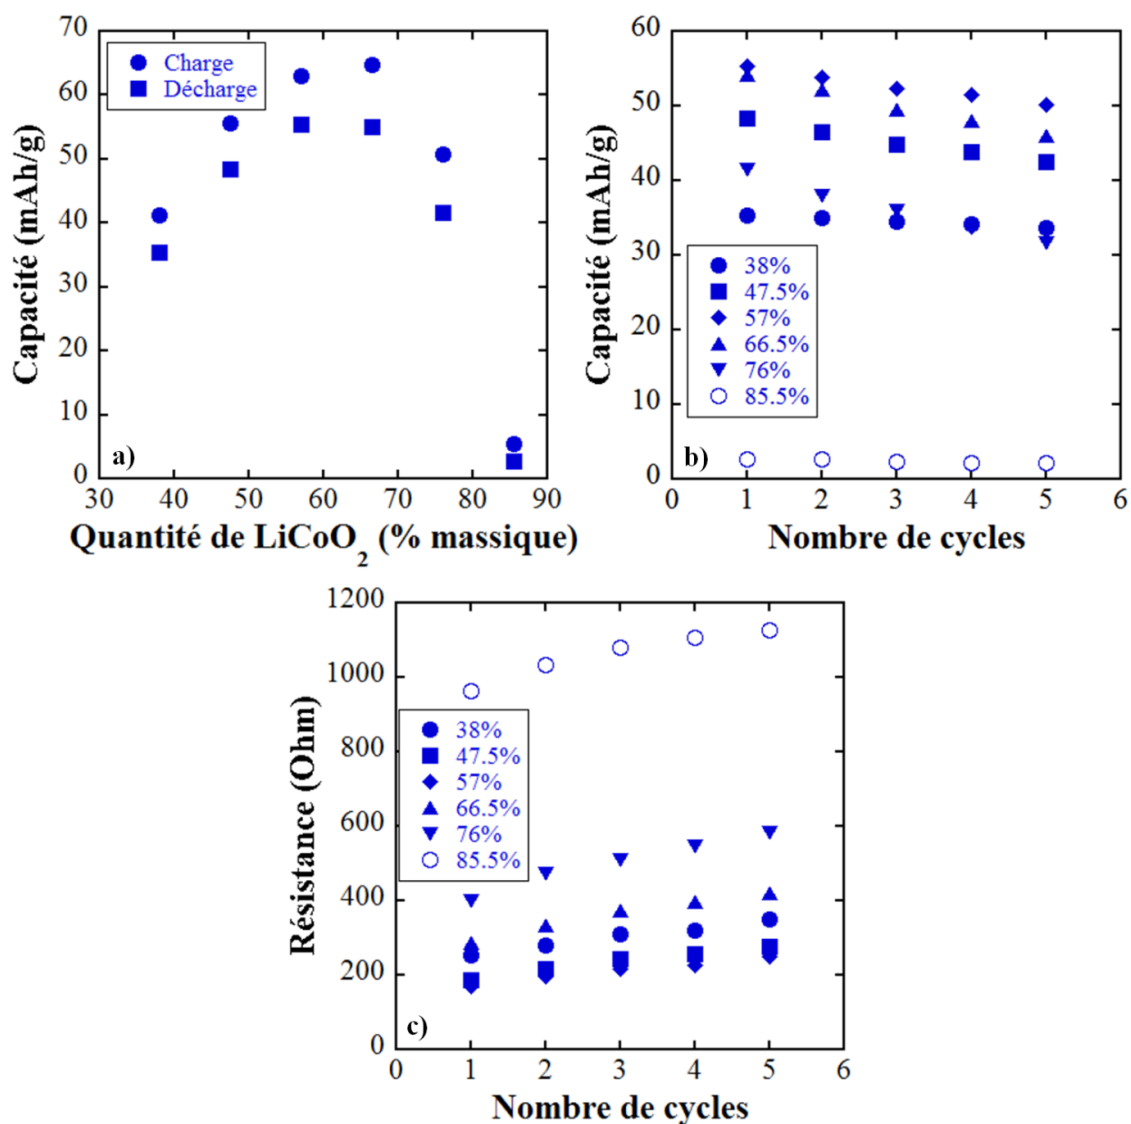 70
60
50
40
30
20
10
0
Capacité (mAh/g)
Charge
Décharge
a)
30 40 50 60 70 80 90
Quantité de LiCoO2 (% massique)
60
50
40
30
20
10
0
Capacité (mAh/g)
38%
47.5%
57%
66.5%
76%
85.5%
b)
0 1 2 3 4 5 6
Nombre de cycles
1200
1000
800
600
400
200
0
Résistance (Ohm)
38%
47.5%
57%
66.5%
76%
85.5%
c)
0 1 2 3 4 5 6
Nombre de cycles